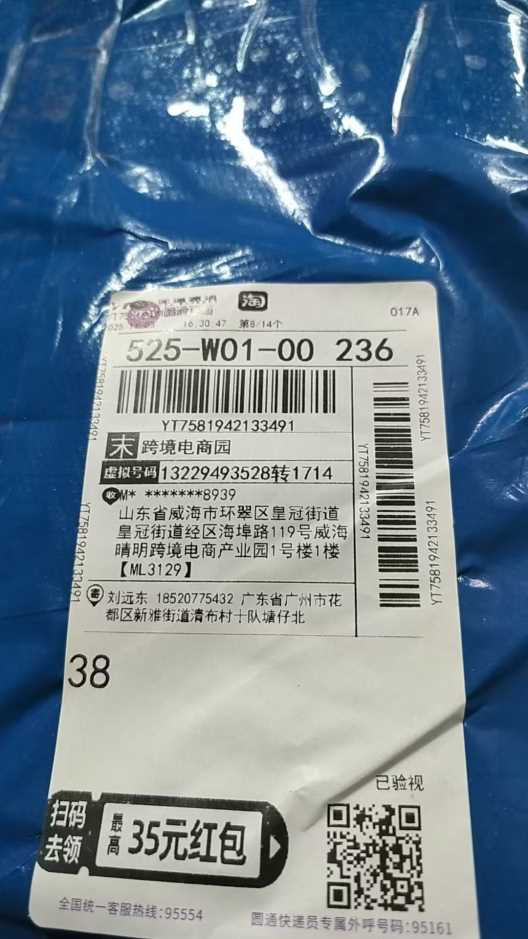 淘
017A
16:30:47 第8/14个
525-W01-00 236
YT7581942133491
末 跨境电商园
虚拟号码 13229493528转1714
收 M* *******8939
山东省威海市环翠区皇冠街道
皇冠街道经区海埠路119号威海
晴明跨境电商产业园1号楼1楼
【ML3129】
寄 刘远东 18520775432 广东省广州市花
都区新雅街道清布村十队塘仔北
YT7581942133491
YT7581942133491
YT7581942133491
YT7581942133491
YT7581942133491
38
已验视
扫码
去领
最高
35元红包
全国统一客服热线:95554
圆通快递员专属外呼号码:95161